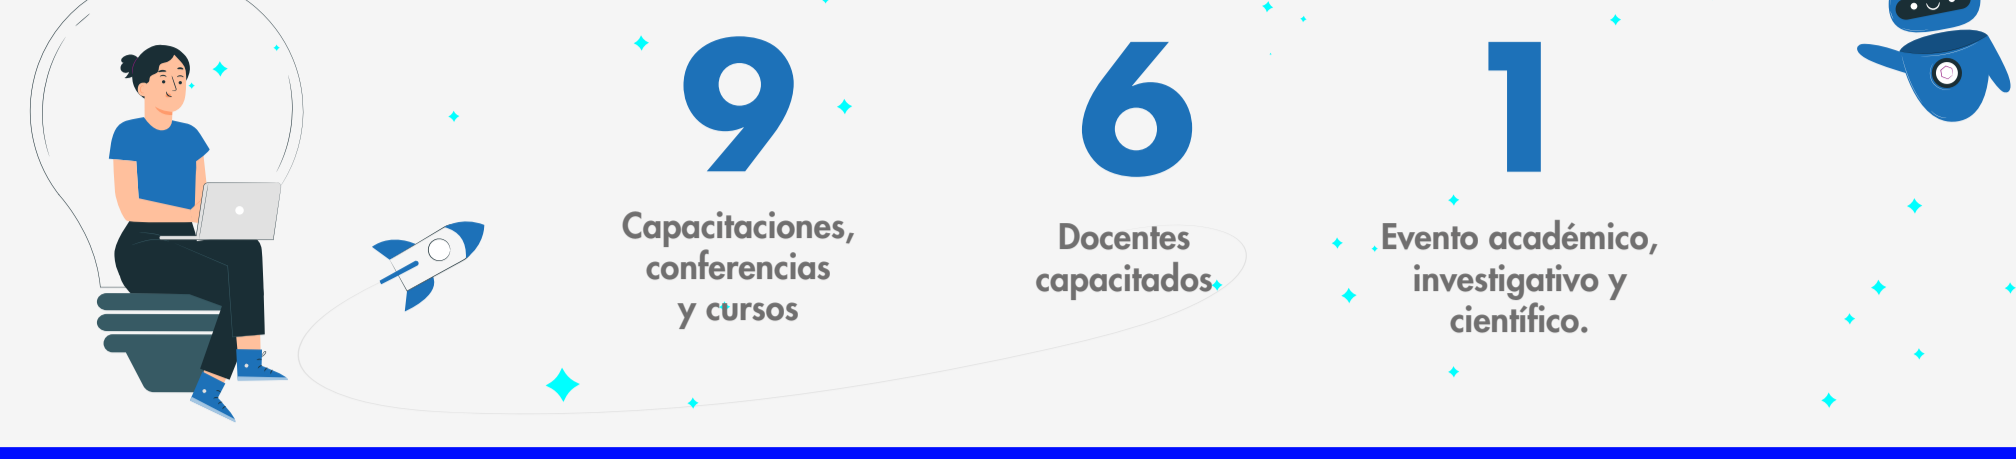 9
Capacitaciones,
conferencias
y cursos
6
Docentes
capacitados
1
Evento académico,
investigativo y
científico.